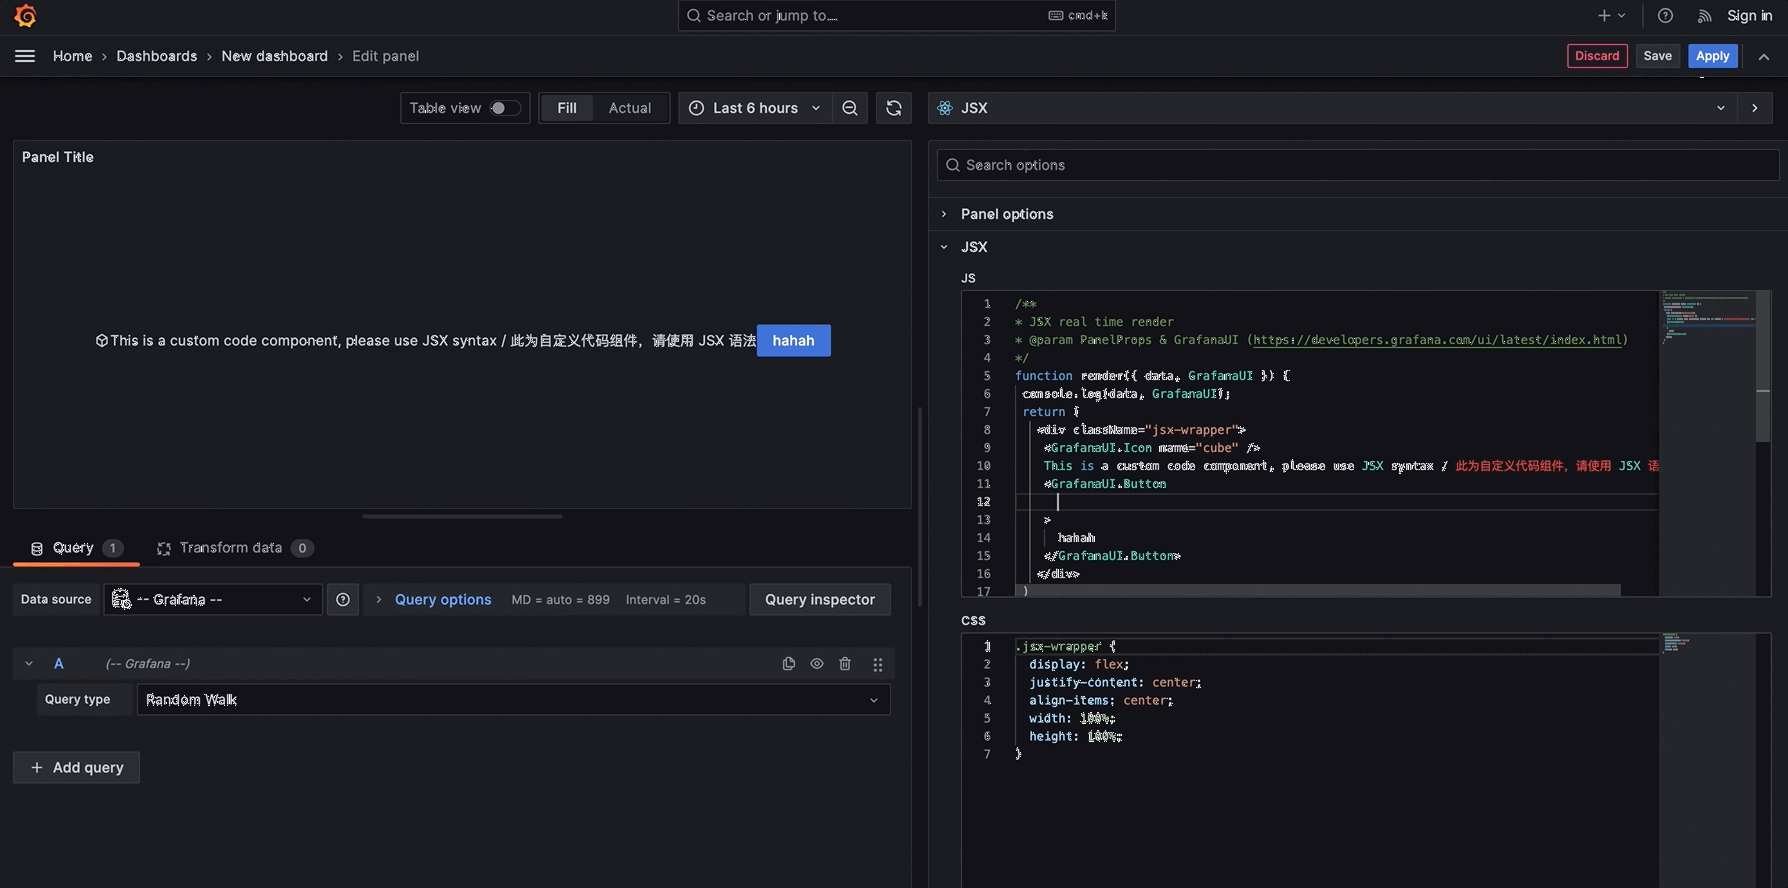 Search or jump to...
cmd+k
Sign in
Home › Dashboards › New dashboard › Edit panel
Discard
Save
Apply
Table view
Fill
Actual
Last 6 hours
JSX
Panel Title
Search options
Panel options
JSX
JS
This is a custom code component, please use JSX syntax / 此为自定义代码组件，请使用 JSX 语法
hahah
1 /**
2 * JSX real time render
3 * @param PanelProps & GrafanaUI (https://developers.grafana.com/ui/latest/index.html)
4 */
5 function render({ data, GrafanaUI }) {
6 console.log(data, GrafanaUI);
7 return (
8 <div className="jsx-wrapper">
9 <GrafanaUI.Icon name="cube" />
10 This is a custom code component, please use JSX syntax / 此为自定义代码组件，请使用 JSX 语
11 <GrafanaUI.Button
12
13 >
14 hahah
15 </GrafanaUI.Button>
16 </div>
17 )
Query 1
Transform data 0
Data source
-- Grafana --
Query options
MD = auto = 899
Interval = 20s
Query inspector
A
(-- Grafana --)
Query type
Random Walk
+ Add query
CSS
1 .jsx-wrapper {
2 display: flex;
3 justify-content: center;
4 align-items: center;
5 width: 100%;
6 height: 100%;
7 }